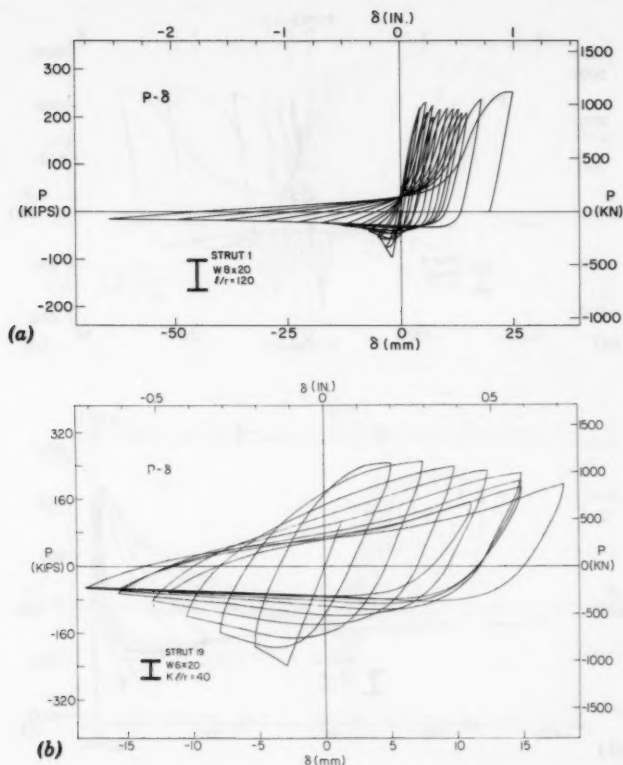 δ (IN.)
-2 -1 0 1
300 1500
P-δ
200 1000
100 500
P
(KIPS) 0 0 (KN) P
-100 -500
STRUT 1
W8x20
ℓ/r=120
-200 -1000
(a)
-50 -25 0 25
δ (mm)
δ (IN.)
-0.5 0 0.5
320 1500
P-δ
160 1000
500
P
(KIPS) 0 0 (KN) P
-500
-160
-1000
STRUT 19
W6x20
Kℓ/r=40
-320
-1500
(b)
-15 -10 -5 0 5 10 15
δ (mm)